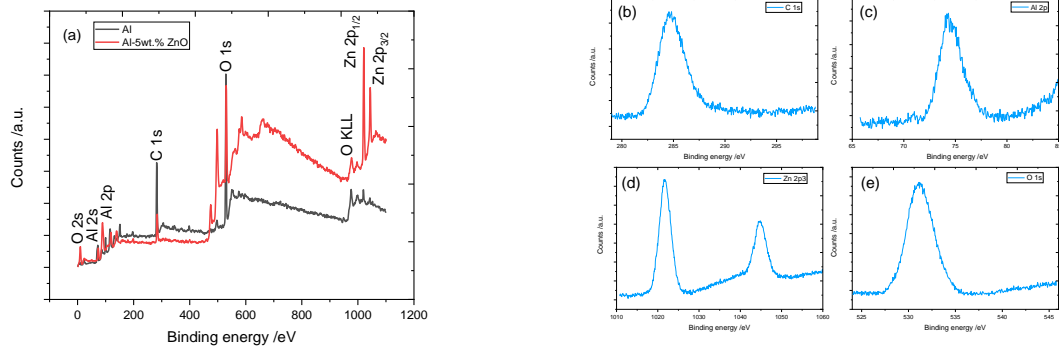 (a)
Al
Al-5wt.% ZnO
O 2s
Al 2s
Al 2p
C 1s
O 1s
O KLL
Zn 2p1/2
Zn 2p3/2
Counts /a.u.
0 200 400 600 800 1000 1200
Binding energy /eV
(b)
C 1s
Counts /a.u.
280 285 290 295
Binding energy /eV
(c)
Al 2p
Counts /a.u.
65 70 75 80 85
Binding energy /eV
(d)
Zn 2p3
Counts /a.u.
1010 1020 1030 1040 1050 1060
Binding energy /eV
(e)
O 1s
Counts /a.u.
525 530 535 540 545
Binding energy /eV